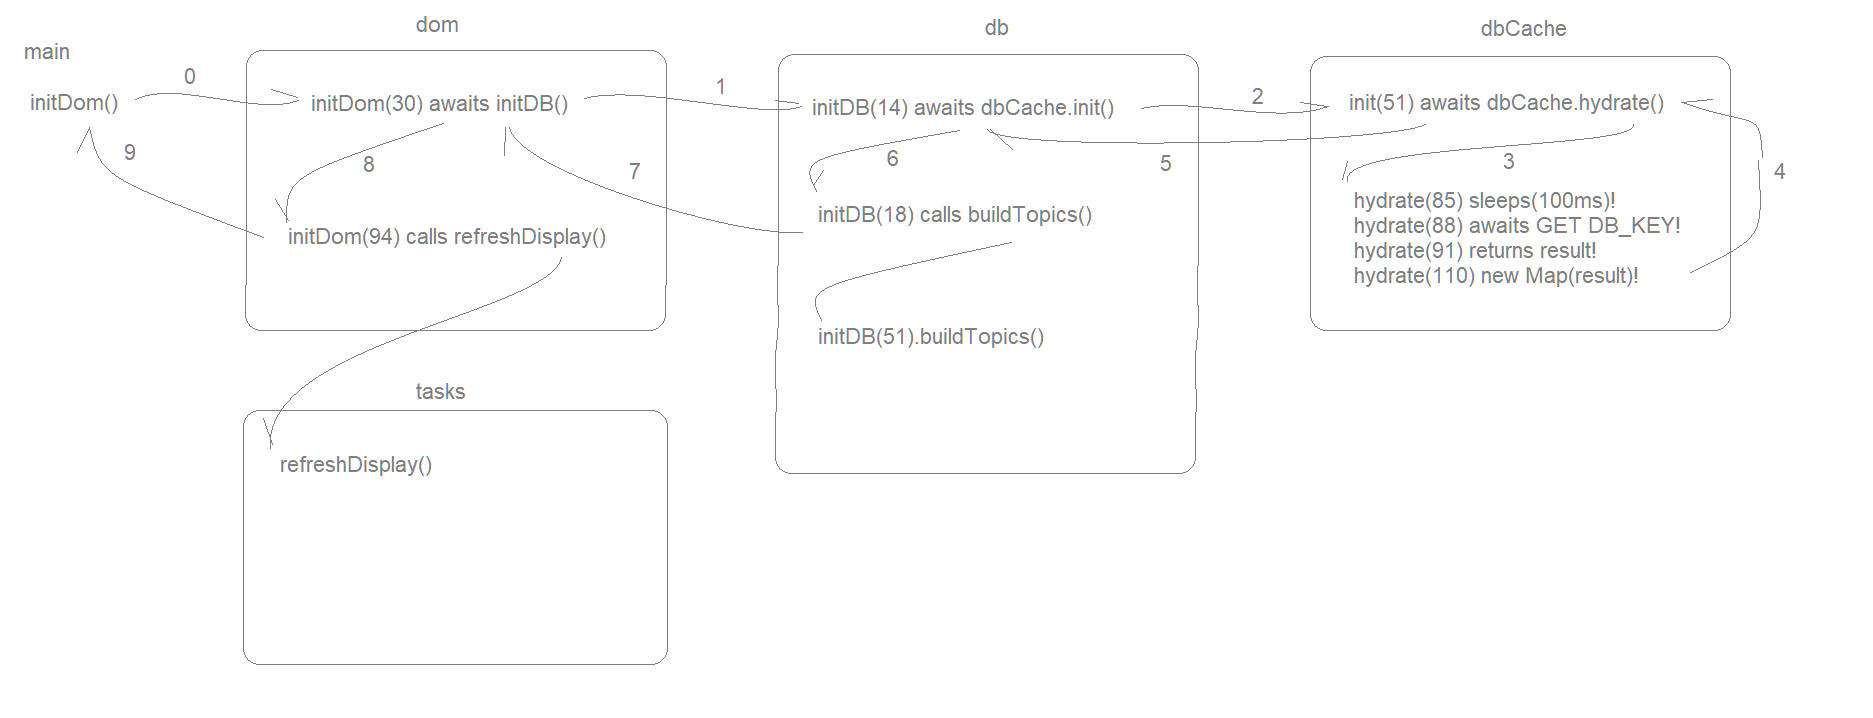 main
initDom()
0
9
dom
initDom(30) awaits initDB()
8
initDom(94) calls refreshDisplay()
1
7
tasks
refreshDisplay()
db
initDB(14) awaits dbCache.init()
6
5
initDB(18) calls buildTopics()
initDB(51).buildTopics()
2
dbCache
init(51) awaits dbCache.hydrate()
3
4
hydrate(85) sleeps(100ms)!
hydrate(88) awaits GET DB_KEY!
hydrate(91) returns result!
hydrate(110) new Map(result)!